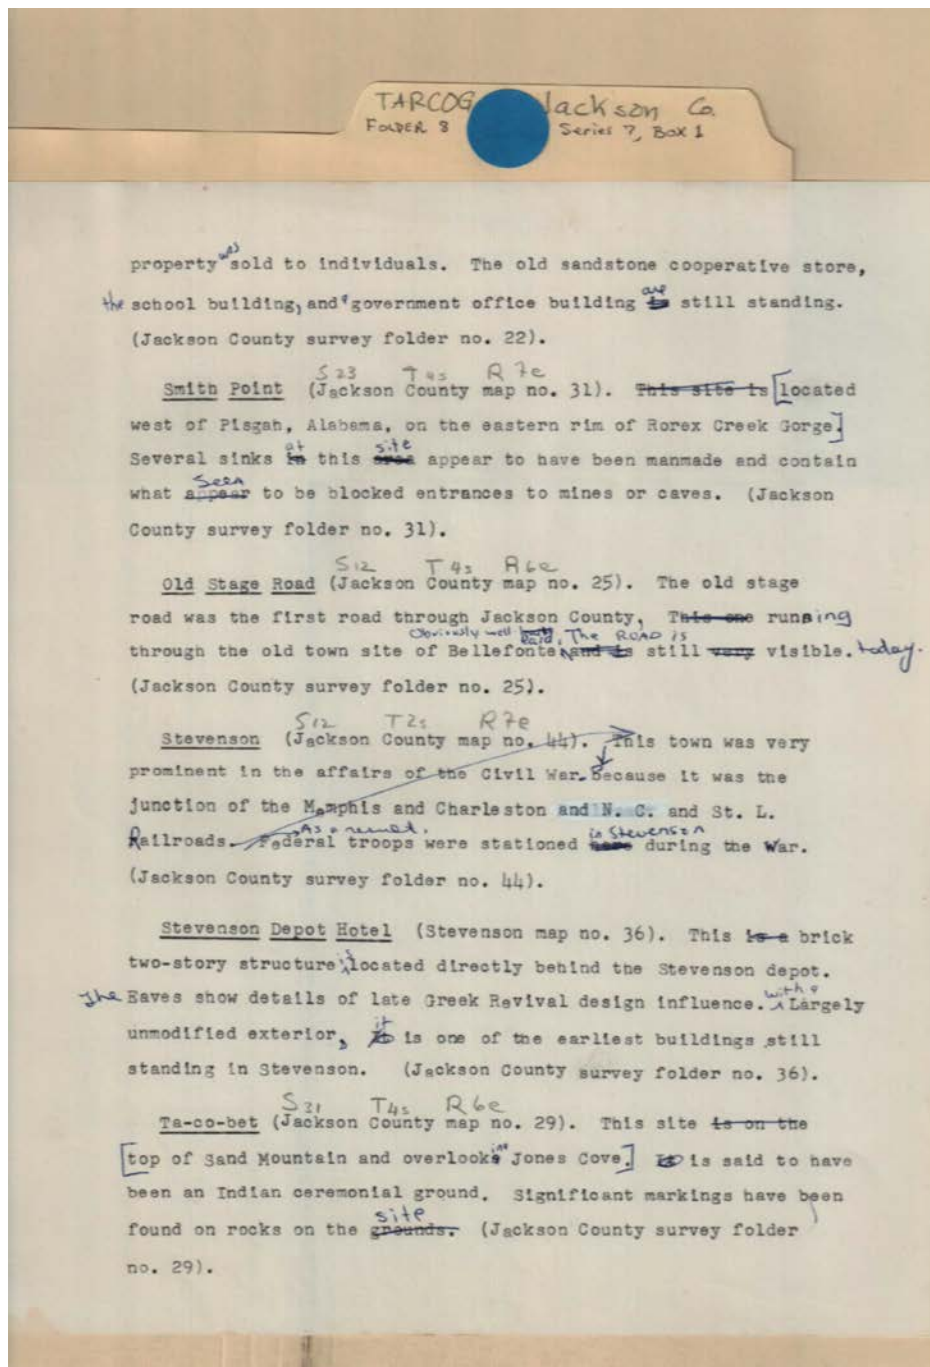 TARCOG Jackson Co.
FOLDER 8 Series 7, Box 1
property was sold to individuals. The old sandstone cooperative store,
the school building, and government office building is are still standing.
(Jackson County survey folder no. 22).
S23 T4s R7e
Smith Point (Jackson County map no. 31). This site is [located
west of Pisgah, Alabama, on the eastern rim of Rorex Creek Gorge.]
at site
Several sinks in this area appear to have been manmade and contain
seem
what appear to be blocked entrances to mines or caves. (Jackson
County survey folder no. 31).
S12 T4s R6e
Old Stage Road (Jackson County map no. 25). The old stage
road was the first road through Jackson County, This one running
Obviously well The ROAD is
through the old town site of Bellefonte, and is still very visible. today.
(Jackson County survey folder no. 25).
S12 T2s R7e
Stevenson (Jackson County map no. 44). This town was very
prominent in the affairs of the Civil War. Because it was the
junction of the Memphis and Charleston and N. C. and St. L.
As a result, in Stevenson
Railroads. Federal troops were stationed here during the War.
(Jackson County survey folder no. 44).
Stevenson Depot Hotel (Stevenson map no. 36). This is a brick
two-story structure is located directly behind the Stevenson depot.
with a
The Eaves show details of late Greek Revival design influence. Largely
it
unmodified exterior, It is one of the earliest buildings still
standing in Stevenson. (Jackson County survey folder no. 36).
S31 T4s R6e
Ta-co-bet (Jackson County map no. 29). This site is on the
[top of Sand Mountain and overlooks ing Jones Cove.] It is said to have
been an Indian ceremonial ground. Significant markings have been
site
found on rocks on the grounds. (Jackson County survey folder
no. 29).